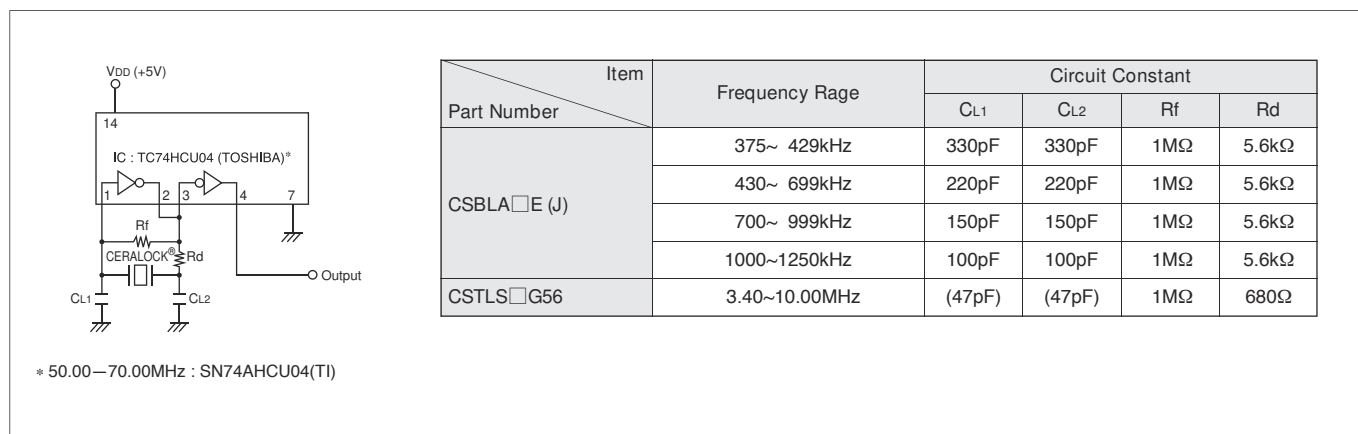 VDD (+5V)
14
IC : TC74HCU04 (TOSHIBA)*
1 2 3 4 7
Rf
CERALOCK® Rd
Output
CL1 CL2
* 50.00—70.00MHz : SN74AHCU04(TI)
Item
Part Number
Frequency Rage
Circuit Constant
CL1 CL2 Rf Rd
CSBLA□E (J)
375~ 429kHz 330pF 330pF 1MΩ 5.6kΩ
430~ 699kHz 220pF 220pF 1MΩ 5.6kΩ
700~ 999kHz 150pF 150pF 1MΩ 5.6kΩ
1000~1250kHz 100pF 100pF 1MΩ 5.6kΩ
CSTLS□G56 3.40~10.00MHz (47pF) (47pF) 1MΩ 680Ω